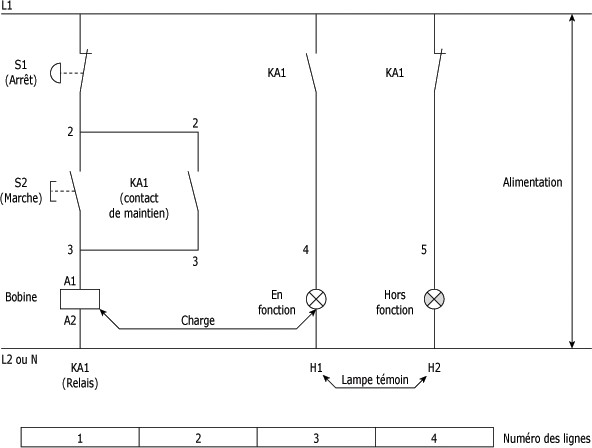 L1
S1
(Arrêt)
KA1
KA1
2
2
S2
(Marche)
KA1
(contact
de maintien)
Alimentation
3
3
4
5
A1
Bobine
A2
En
fonction
Hors
fonction
Charge
L2 ou N
KA1
(Relais)
H1
Lampe témoin
H2
1
2
3
4
Numéro des lignes